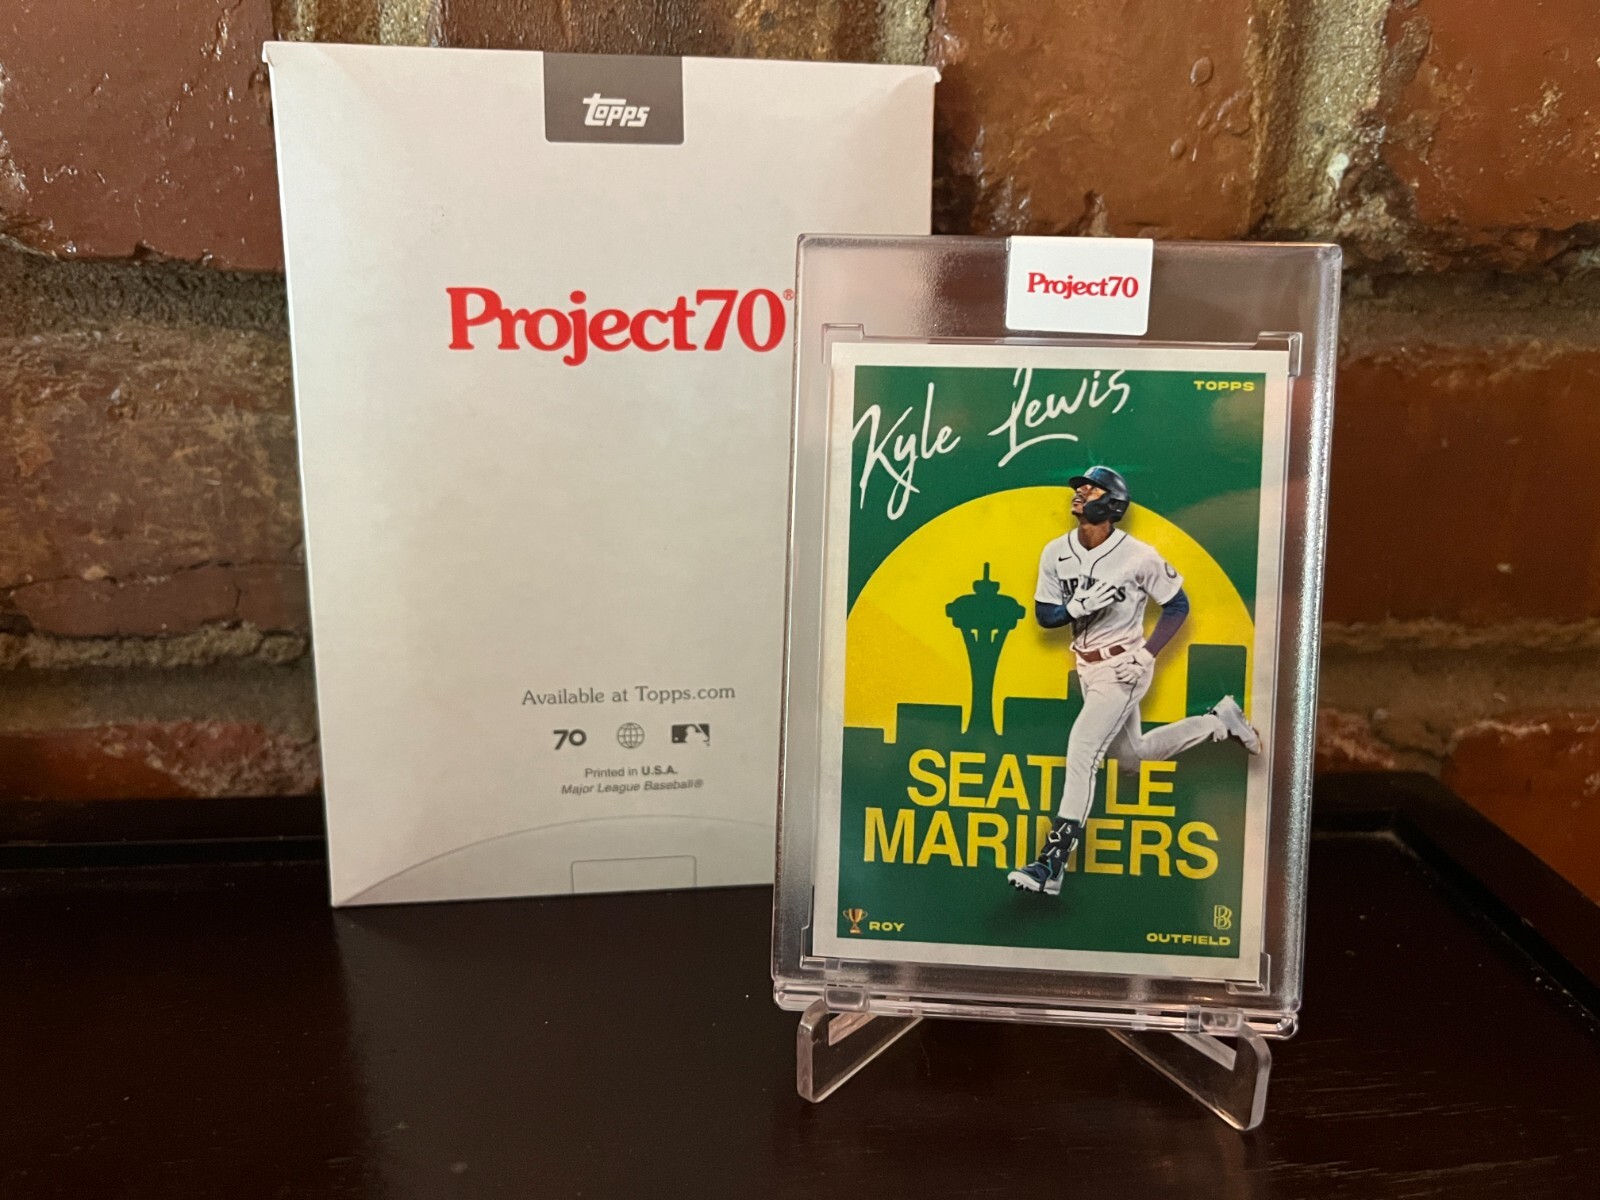 Topps
Project70®
Available at Topps.com
70
Printed in U.S.A.
Major League Baseball®
Project70
TOPPS
Kyle Lewis
SEATTLE
MARINERS
ROY
OUTFIELD